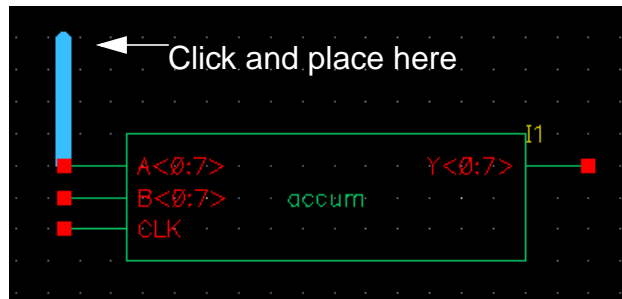 Click and place here
I1
A<0:7> Y<0:7>
B<0:7> accum
CLK